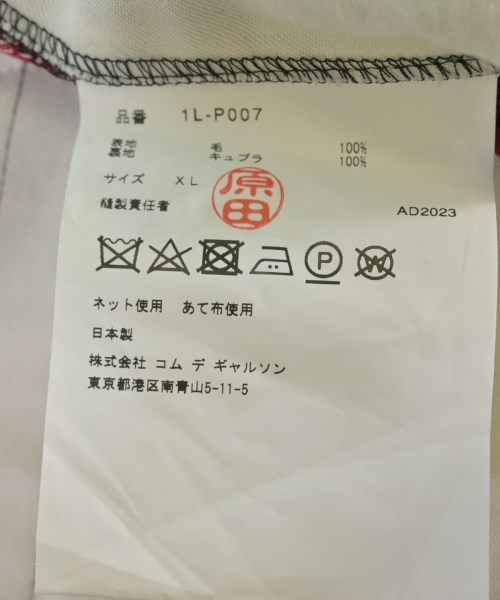 品番 1L-P007
表地 毛 100%
裏地 キュプラ 100%
サイズ XL
縫製責任者 原田 AD2023
P W
ネット使用 あて布使用
日本製
株式会社 コム デ ギャルソン
東京都港区南青山5-11-5